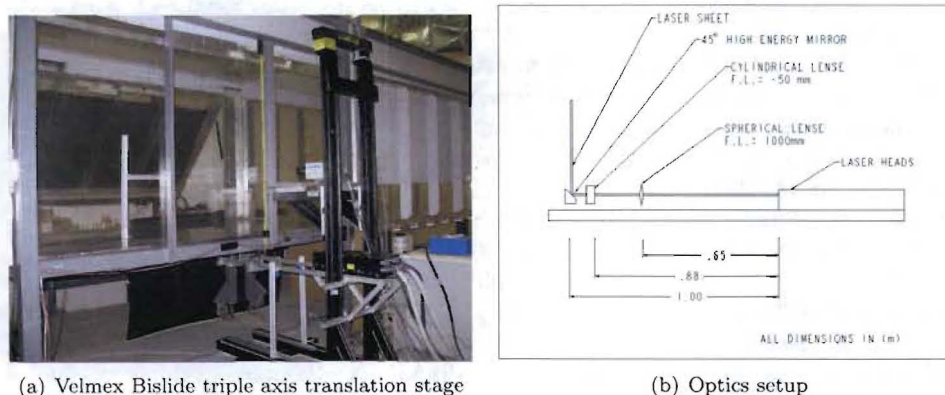 LASER SHEET
45° HIGH ENERGY MIRROR
CYLINDRICAL LENSE
F.L.= -50 mm
SPHERICAL LENSE
F.L.= 1000mm
LASER HEADS
.65
.88
1.00
ALL DIMENSIONS IN (m)
(a) Velmex Bislide triple axis translation stage
(b) Optics setup